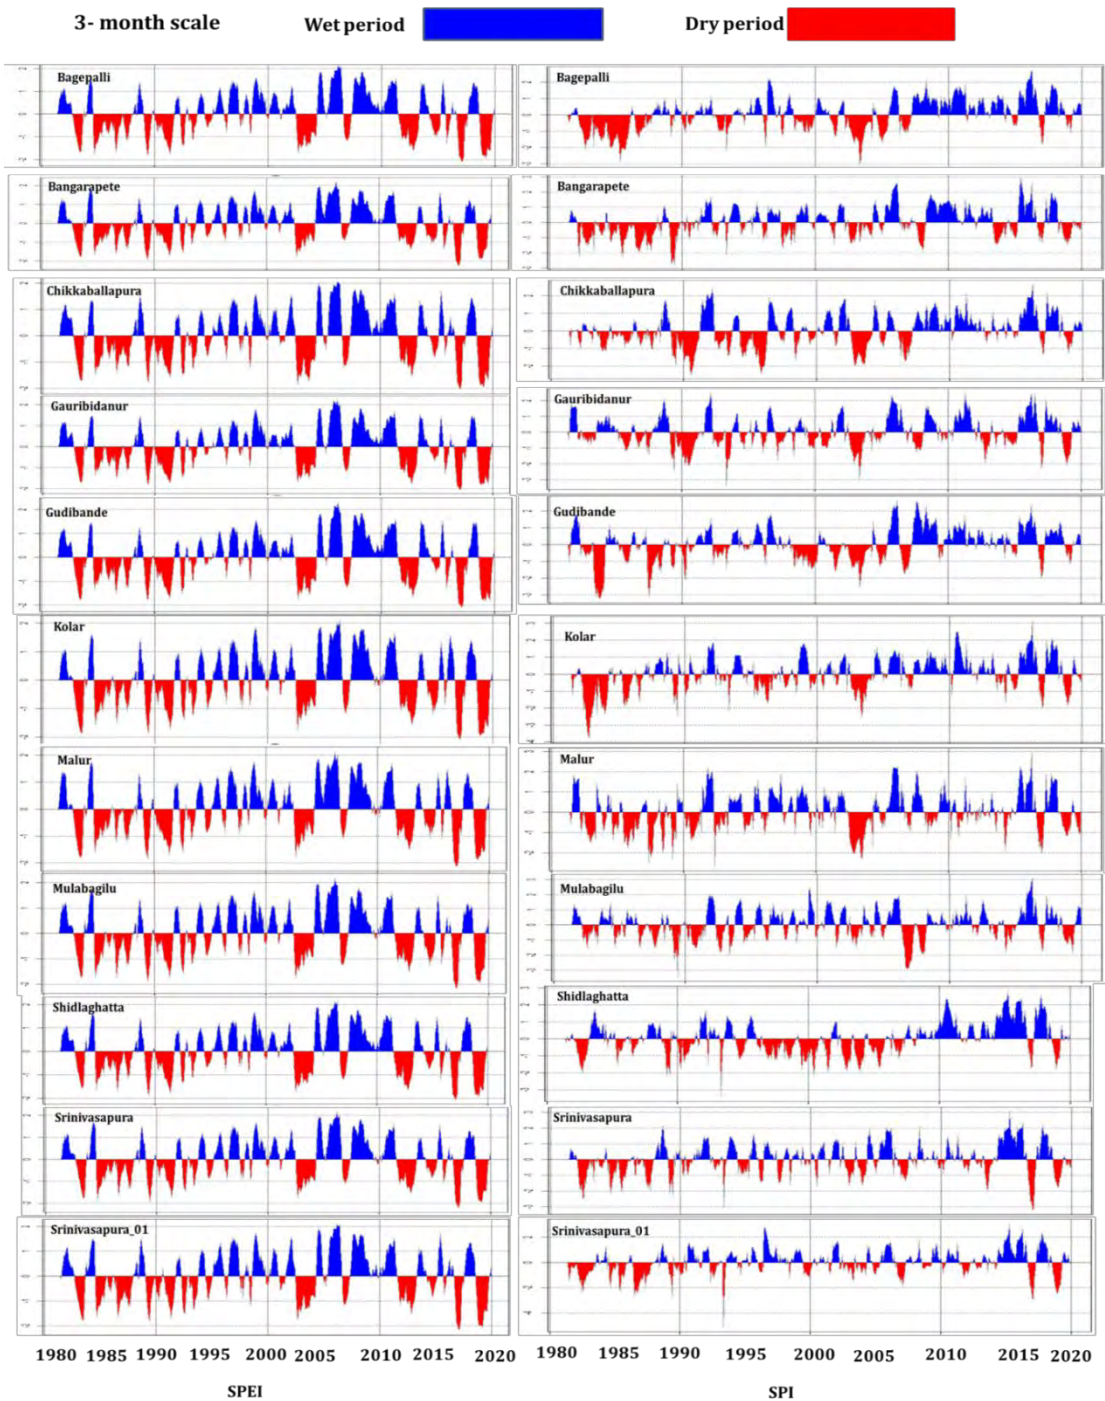 3- month scale Wet period Dry period
Bagepalli Bagepalli
Bangarapete Bangarapete
Chikkaballapura Chikkaballapura
Gauribidanur Gauribidanur
Gudibande Gudibande
Kolar Kolar
Malur Malur
Mulabagilu Mulabagilu
Shidlaghatta Shidlaghatta
Srinivasapura Srinivasapura
Srinivasapura_01 Srinivasapura_01
1980 1985 1990 1995 2000 2005 2010 2015 2020 1980 1985 1990 1995 2000 2005 2010 2015 2020
SPEI SPI